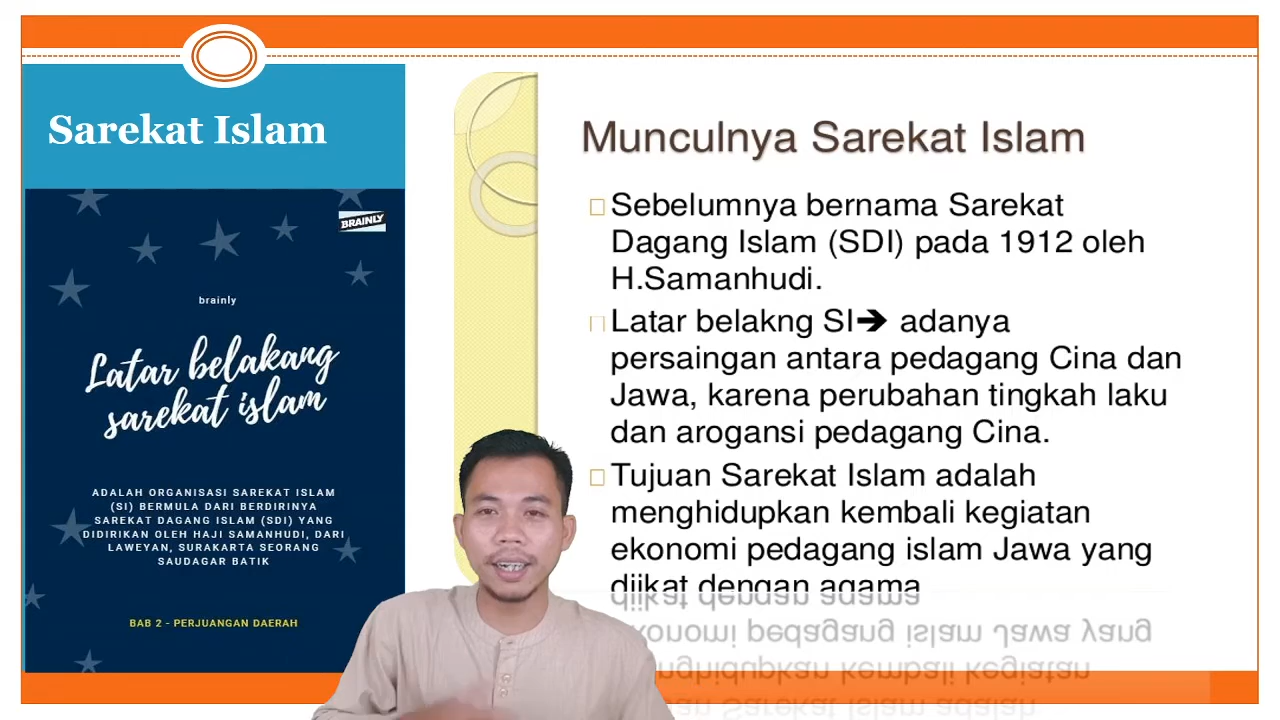 Sarekat Islam
BRAINLY
brainly
Latar belakang
sarekat islam
ADALAH ORGANISASI SAREKAT ISLAM
(SI) BERMULA DARI BERDIRINYA
SAREKAT DAGANG ISLAM (SDI) YANG
DIDIRIKAN OLEH HAJI SAMANHUDI, DARI
LAWEYAN, SURAKARTA SEORANG
SAUDAGAR BATIK
BAB 2 - PERJUANGAN DAERAH
Munculnya Sarekat Islam
Sebelumnya bernama Sarekat
Dagang Islam (SDI) pada 1912 oleh
H.Samanhudi.
Latar belakng SI➔ adanya
persaingan antara pedagang Cina dan
Jawa, karena perubahan tingkah laku
dan arogansi pedagang Cina.
Tujuan Sarekat Islam adalah
menghidupkan kembali kegiatan
ekonomi pedagang islam Jawa yang
diikat dengan agama